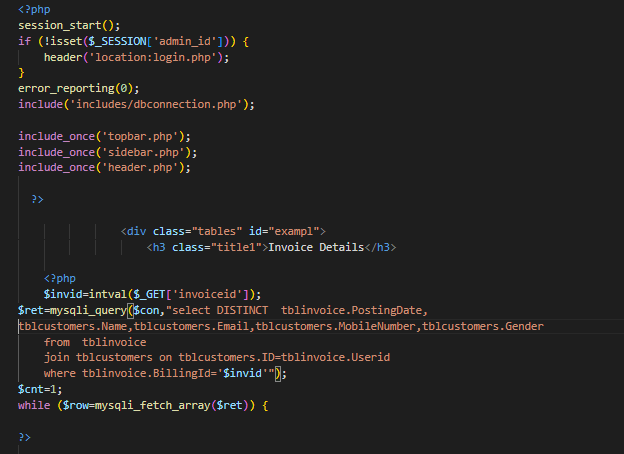 <?php
session_start();
if (!isset($_SESSION['admin_id'])) {
    header('location:login.php');
}
error_reporting(0);
include('includes/dbconnection.php');
include_once('topbar.php');
include_once('sidebar.php');
include_once('header.php');
?>
<div class="tables" id="exampl">
<h3 class="title1">Invoice Details</h3>
<?php
$invid=intval($_GET['invoiceid']);
$ret=mysqli_query($con,"select DISTINCT  tblinvoice.PostingDate,
tblcustomers.Name,tblcustomers.Email,tblcustomers.MobileNumber,tblcustomers.Gender
from  tblinvoice
join tblcustomers on tblcustomers.ID=tblinvoice.Userid
where tblinvoice.BillingId='$invid'");
$cnt=1;
while ($row=mysqli_fetch_array($ret)) {
?>